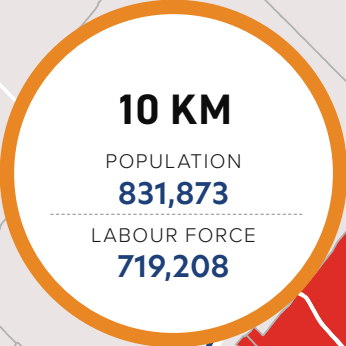 10 KM
POPULATION
831,873
LABOUR FORCE
719,208